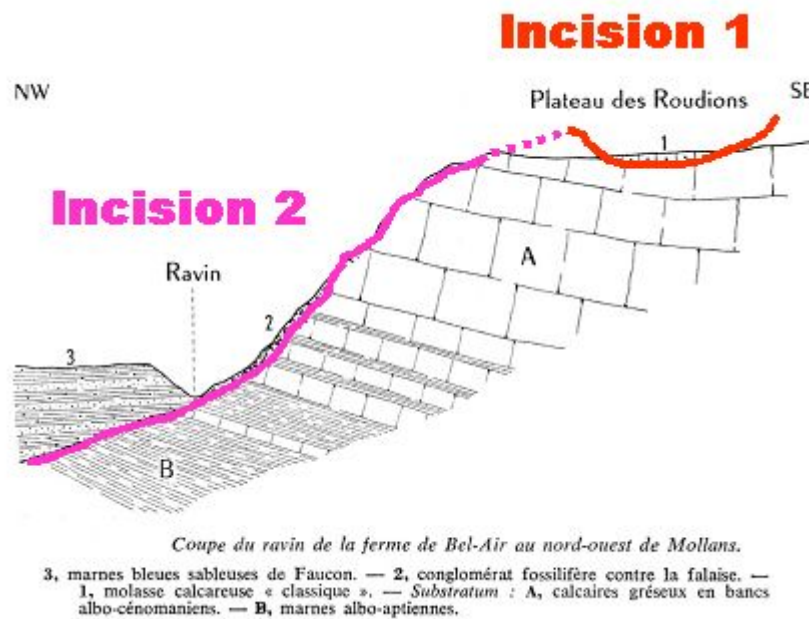 Incision 1
NW
Plateau des Roudions
SE
1
Incision 2
A
Ravin
2
3
B
Coupe du ravin de la ferme de Bel-Air au nord-ouest de Mollans.
3, marnes bleues sableuses de Faucon. — 2, conglomérat fossilifère contre la falaise. —
1, molasse calcareuse « classique ». — Substratum : A, calcaires gréseux en bancs
albo-cénomaniens. — B, marnes albo-aptiennes.